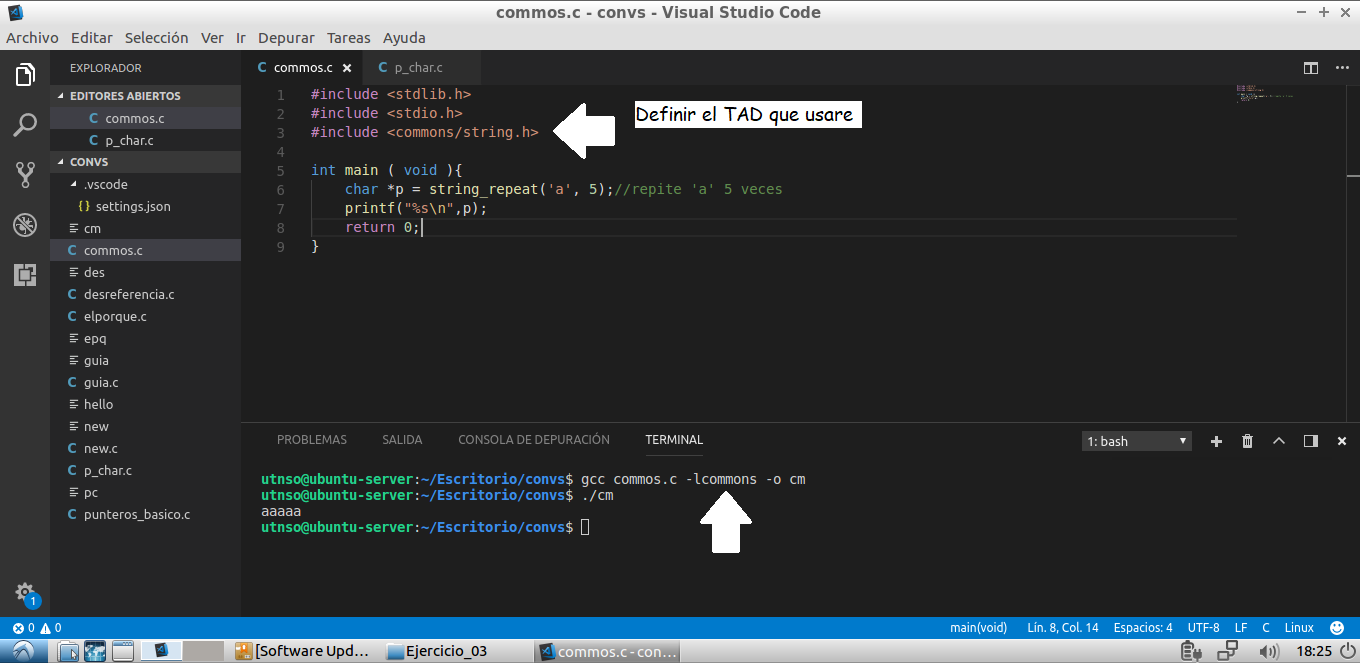 commos.c - convs - Visual Studio Code
Archivo Editar Selección Ver Ir Depurar Tareas Ayuda
EXPLORADOR
EDITORES ABIERTOS
C commos.c
C p_char.c
CONVS
.vscode
{} settings.json
cm
C commos.c
des
C desreferencia.c
C elporque.c
epq
guia
C guia.c
hello
new
C new.c
C p_char.c
pc
C punteros_basico.c
1
C commos.c × C p_char.c
1 #include <stdlib.h>
2 #include <stdio.h>
3 #include <commons/string.h>
4
5 int main ( void ){
6 char *p = string_repeat('a', 5);//repite 'a' 5 veces
7 printf("%s\n",p);
8 return 0;
9 }
Definir el TAD que usare
PROBLEMAS SALIDA CONSOLA DE DEPURACIÓN TERMINAL 1: bash
utnso@ubuntu-server:~/Escritorio/convs$ gcc commos.c -lcommons -o cm
utnso@ubuntu-server:~/Escritorio/convs$ ./cm
aaaaa
utnso@ubuntu-server:~/Escritorio/convs$
0 0 main(void) Lín. 8, Col. 14 Espacios: 4 UTF-8 LF C Linux
[Software Upd... Ejercicio_03 commos.c - con... 18:25